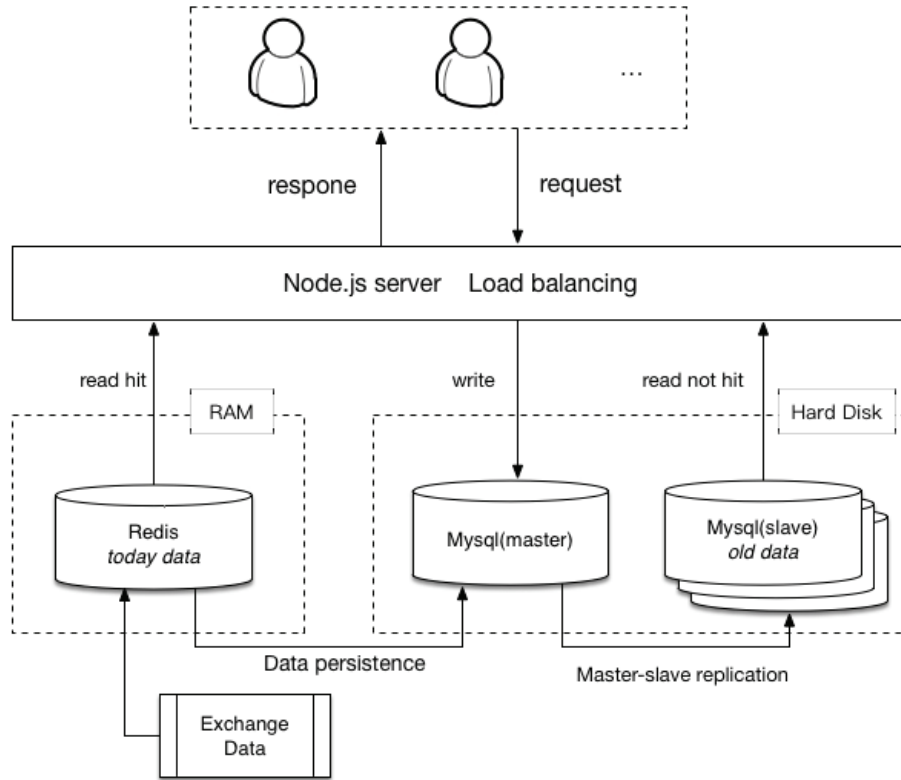 ...
respone
request
Node.js server Load balancing
read hit
write
read not hit
RAM
Hard Disk
Redis
today data
Mysql(master)
Mysql(slave)
old data
Data persistence
Master-slave replication
Exchange
Data